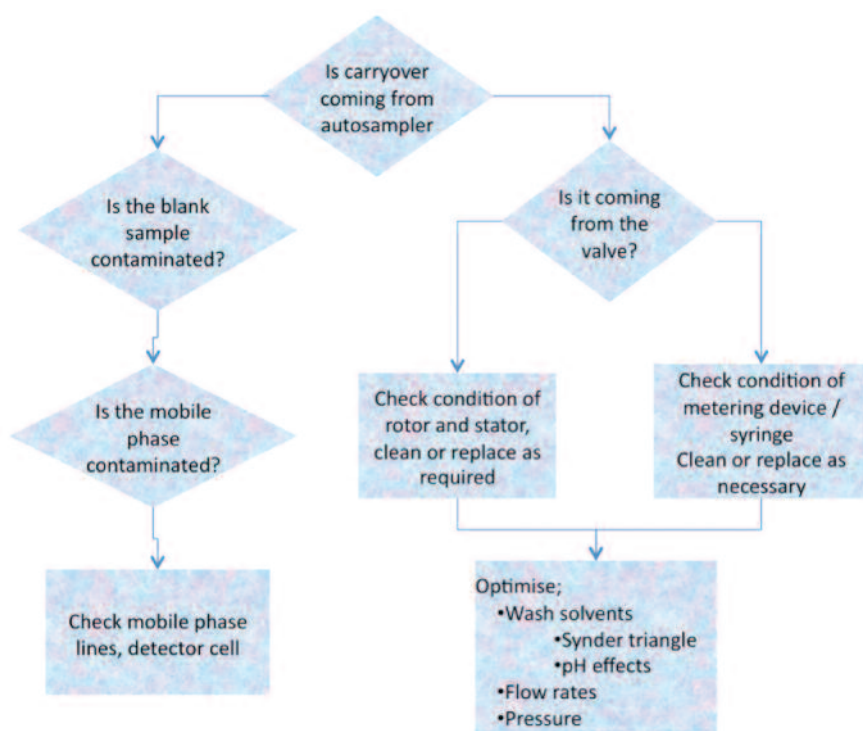 Is carryover
coming from
autosampler
Is the blank
sample
contaminated?
Is it coming
from the
valve?
Is the mobile
phase
contaminated?
Check condition of
rotor and stator,
clean or replace as
required
Check condition of
metering device /
syringe
Clean or replace as
necessary
Check mobile phase
lines, detector cell
Optimise;
•Wash solvents
•Synder triangle
•pH effects
•Flow rates
•Pressure